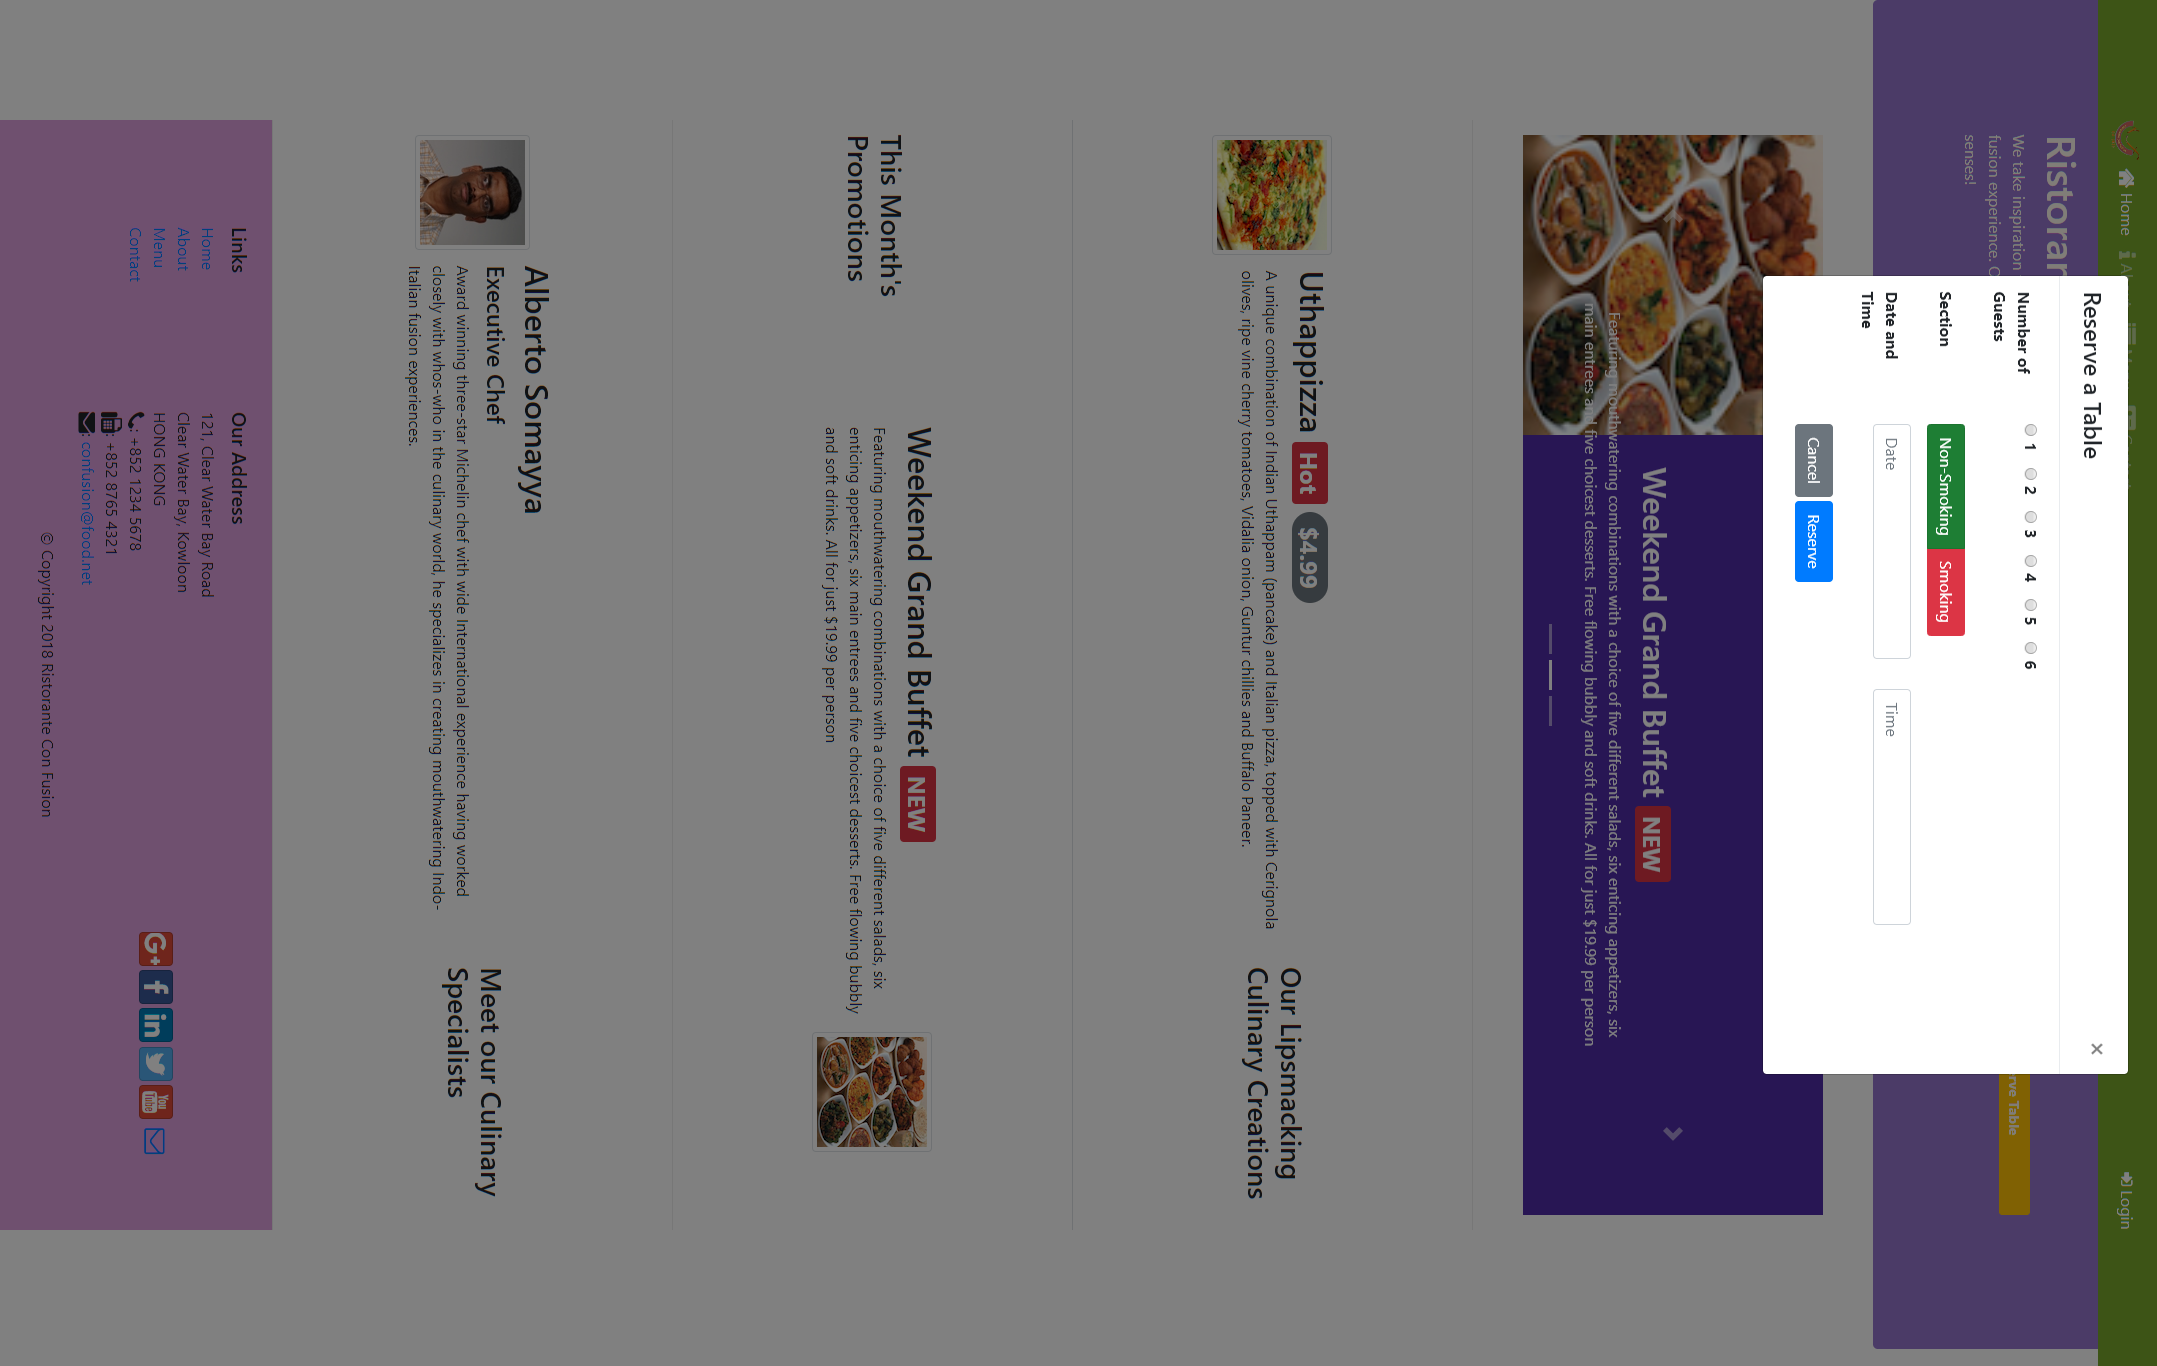 Home
Login
Reserve a Table
×
Number of
Guests
1 2 3 4 5 6
Section
Non-Smoking Smoking
Date and
Time
Date
Time
Cancel Reserve
We take inspiration
fusion experience.
senses!
Table
Weekend Grand Buffet NEW
Featuring mouthwatering combinations with a choice of five different salads, six enticing appetizers, six
main entrees and five choicest desserts. Free flowing bubbly and soft drinks. All for just $19.99 per person
Uthappizza Hot $4.99
A unique combination of Indian Uthappam (pancake) and Italian pizza, topped with Cerignola
olives, ripe vine cherry tomatoes, Vidalia onion, Guntur chillies and Buffalo Paneer.
Our Lipsmacking
Culinary Creations
This Month's
Promotions
Weekend Grand Buffet NEW
Featuring mouthwatering combinations with a choice of five different salads, six
enticing appetizers, six main entrees and five choicest desserts. Free flowing bubbly
and soft drinks. All for just $19.99 per person
Alberto Somayya
Executive Chef
Award winning three-star Michelin chef with wide International experience having worked
closely with whos-who in the culinary world, he specializes in creating mouthwatering Indo-
Italian fusion experiences.
Meet our Culinary
Specialists
Links
Home
About
Menu
Contact
Our Address
121, Clear Water Bay Road
Clear Water Bay, Kowloon
HONG KONG
: +852 1234 5678
: +852 8765 4321
: confusion@food.net
G+ f in You Tube
© Copyright 2018 Ristorante Con Fusion